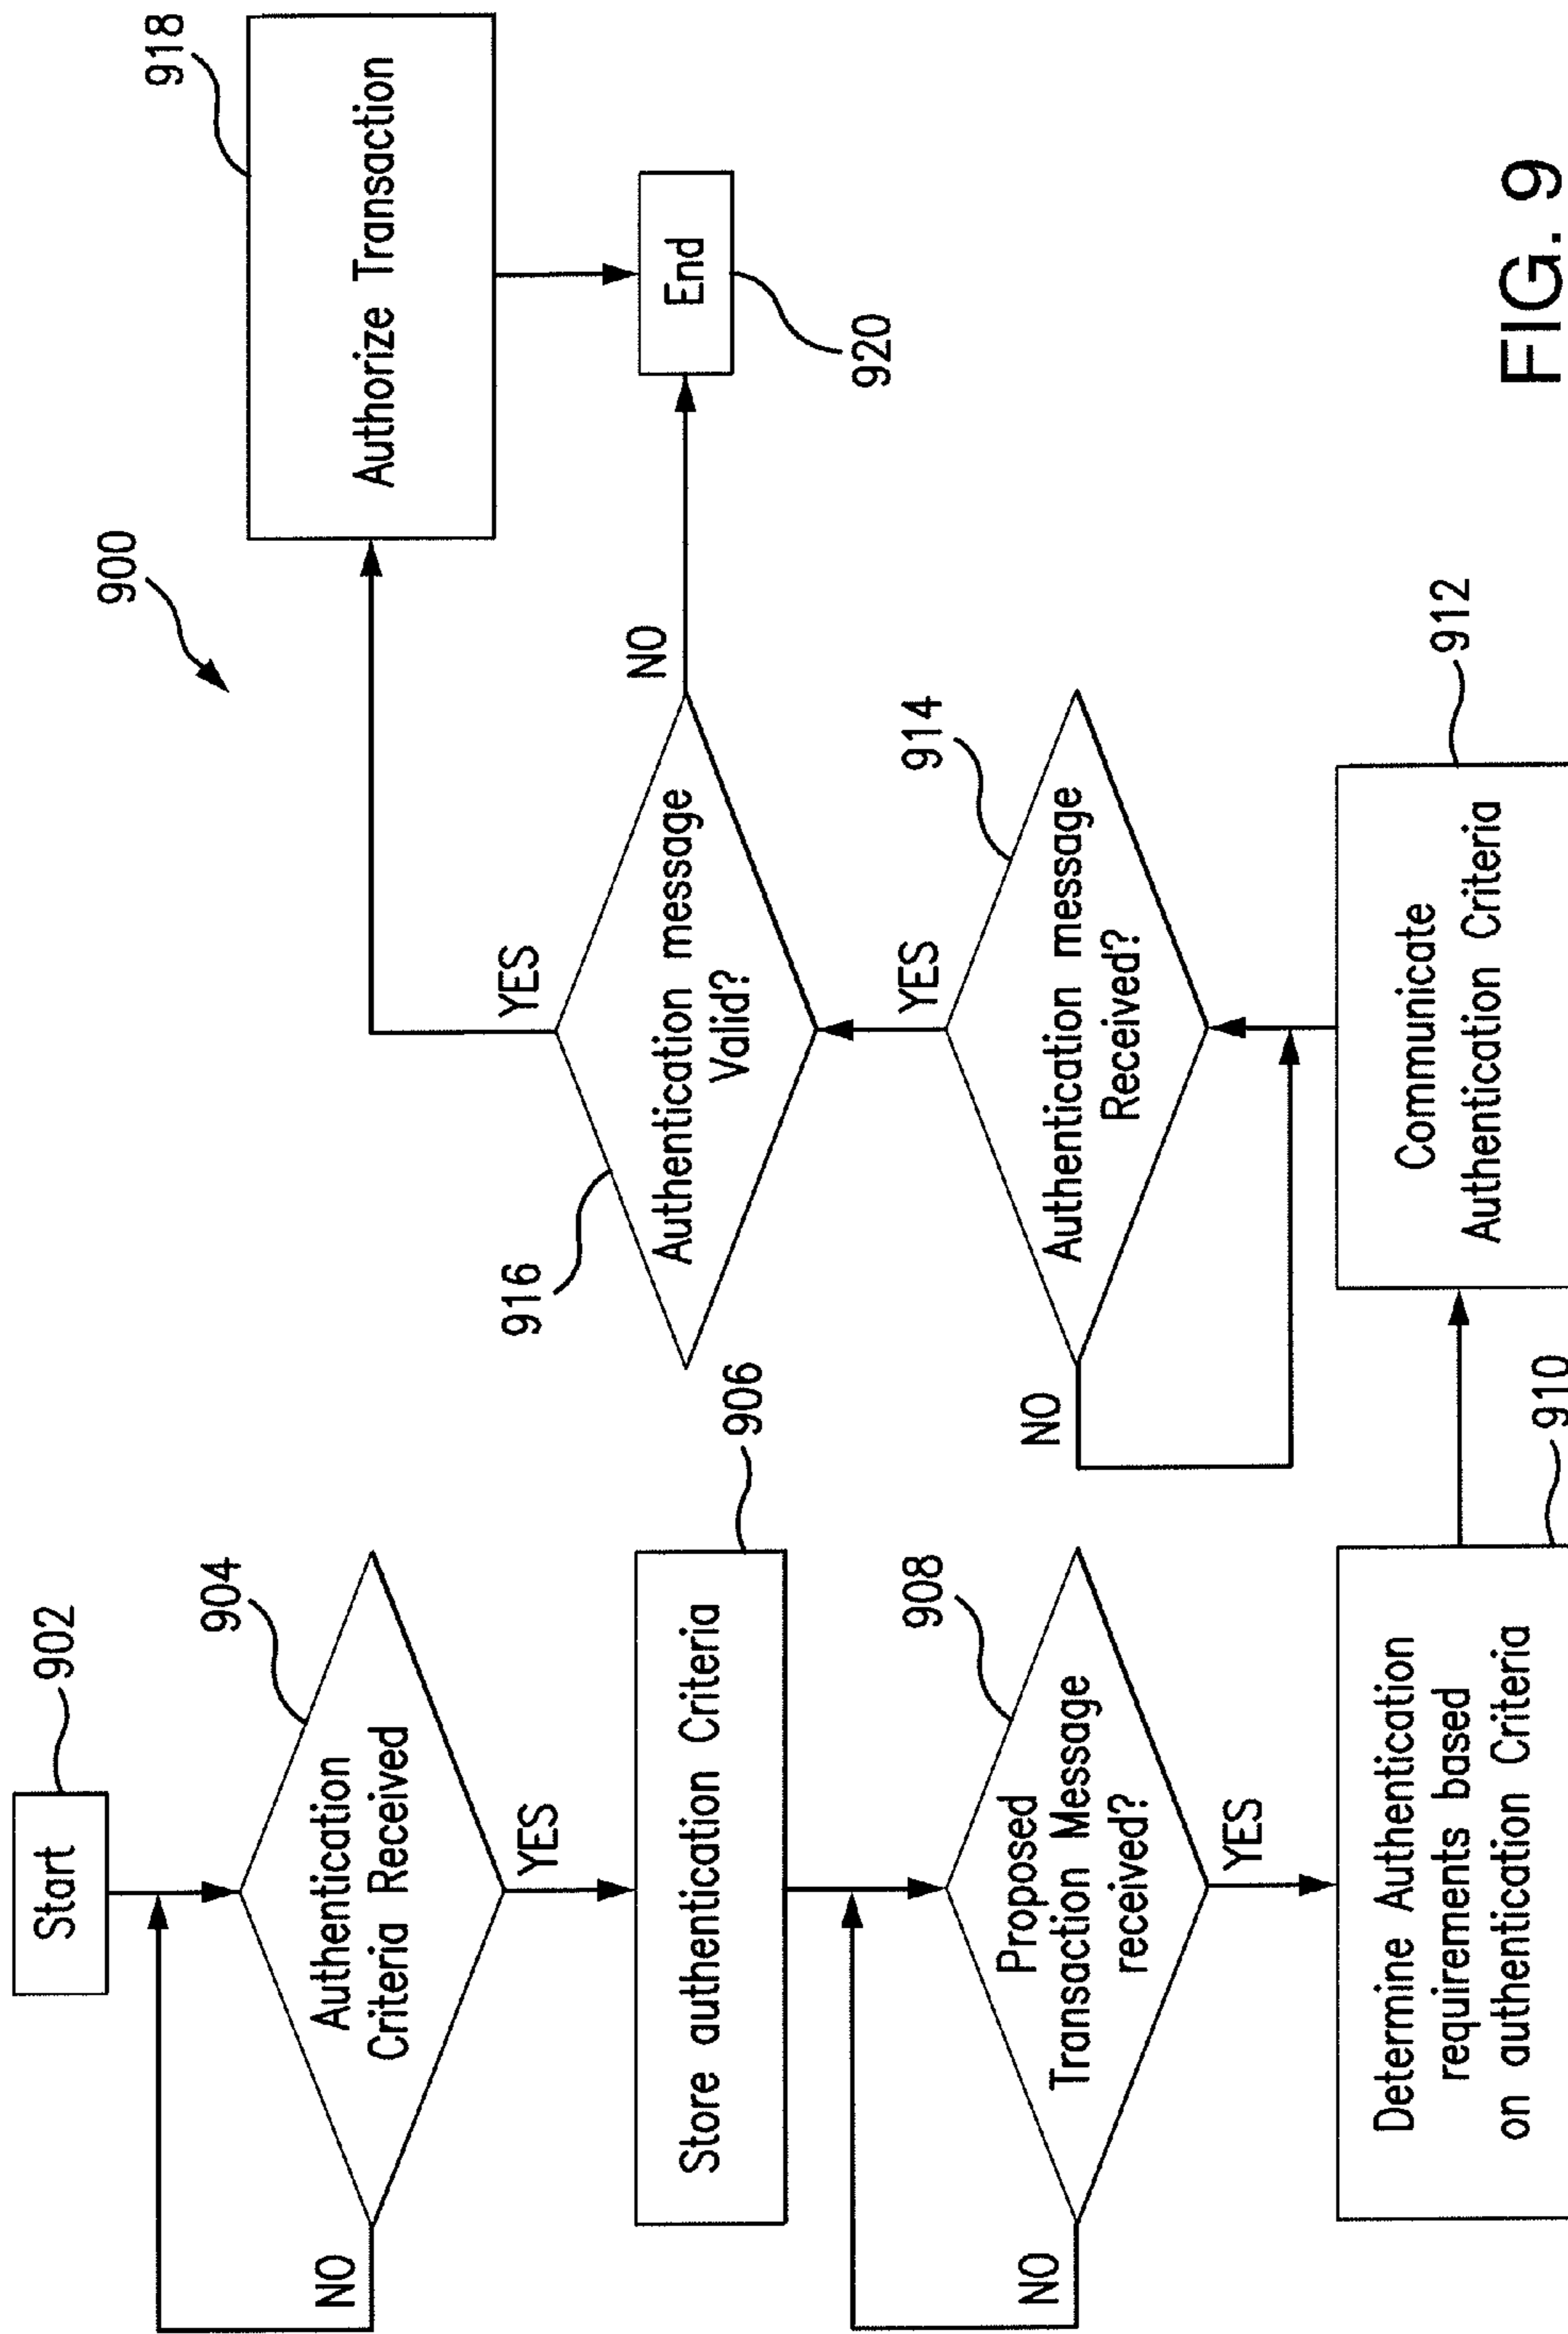 900
Start
902
Authentication
Criteria Received
904
NO
YES
Store authentication Criteria
906
Proposed
Transaction Message
received?
908
NO
YES
Determine Authentication
requirements based
on authentication Criteria
910
Communicate
Authentication Criteria
912
Authentication message
Received?
914
NO
YES
Authentication message
Valid?
916
NO
YES
Authorize Transaction
918
End
920
FIG. 9